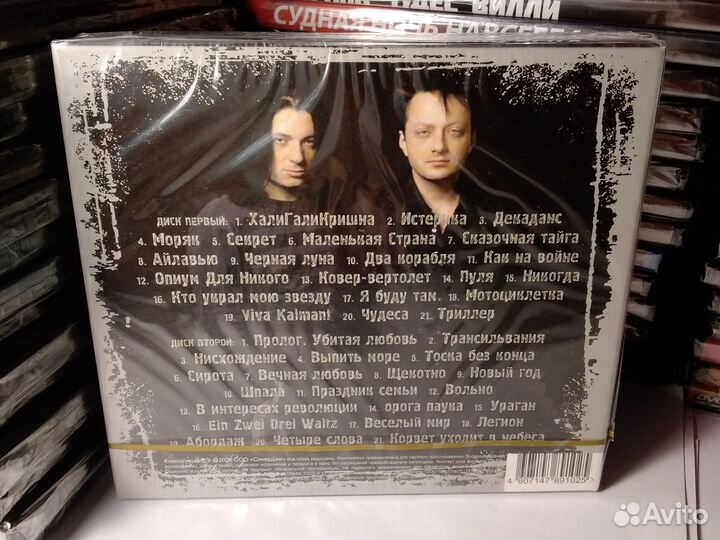 ВИЛЛИ
СУДНАЯ НОЧЬ НАВСЕГДА
ДИСК ПЕРВЫЙ: 1. ХалиГалиКришна 2. Истерика 3. Декаданс
4. Моряк 5. Секрет 6. Маленькая Страна 7. Сказочная тайга
8. Айлавью 9. Черная луна 10. Два корабля 11. Как на войне
12. Опиум Для Никого 13. Ковер-вертолет 14. Пуля 15. Никогда
16. Кто украл мою звезду 17. Я буду там 18. Мотоциклетка
19. Viva Kalman! 20. Чудеса 21. Триллер
ДИСК ВТОРОЙ: 1. Пролог. Убитая любовь 2. Трансильвания
3. Нисхождение 4. Выпить море 5. Тоска без конца
6. Сирота 7. Вечная любовь 8. Щекотно 9. Новый год
10. Шпала 11. Праздник семьи 12. Вольно
13. В интересах революции 14. орога паука 15. Ураган
16. Ein Zwei Drei Waltz 17. Веселый мир 18. Легион
19. Абордаж 20. Четыре слова 21. Корвет уходит в небеса
4 607147 891025 >
Avito